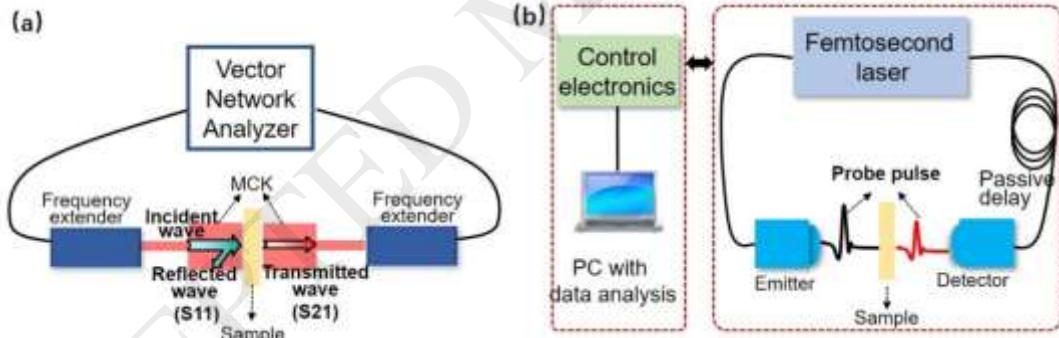 (a)
Vector
Network
Analyzer
MCK
Frequency
extender
Incident
wave
Frequency
extender
Reflected
wave
(S11)
Transmitted
wave
(S21)
Sample
(b)
Control
electronics
PC with
data analysis
Femtosecond
laser
Probe pulse
Passive
delay
Emitter
Detector
Sample